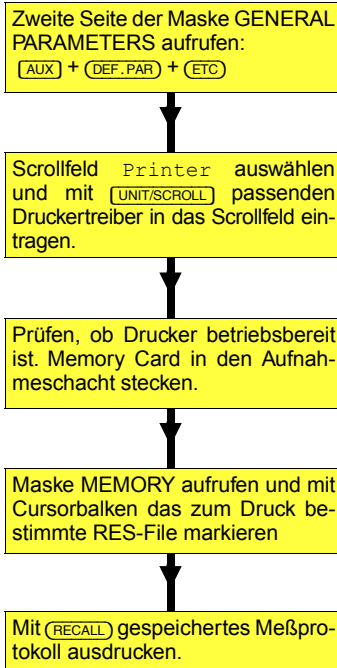 Zweite Seite der Maske GENERAL
PARAMETERS aufrufen:
AUX + DEF.PAR + ETC
Scrollfeld Printer auswählen
und mit UNIT/SCROLL passenden
Druckertreiber in das Scrollfeld ein-
tragen.
Prüfen, ob Drucker betriebsbereit
ist. Memory Card in den Aufnah-
meschacht stecken.
Maske MEMORY aufrufen und mit
Cursorbalken das zum Druck be-
stimmte RES-File markieren
Mit RECALL gespeichertes Meßpro-
tokoll ausdrucken.